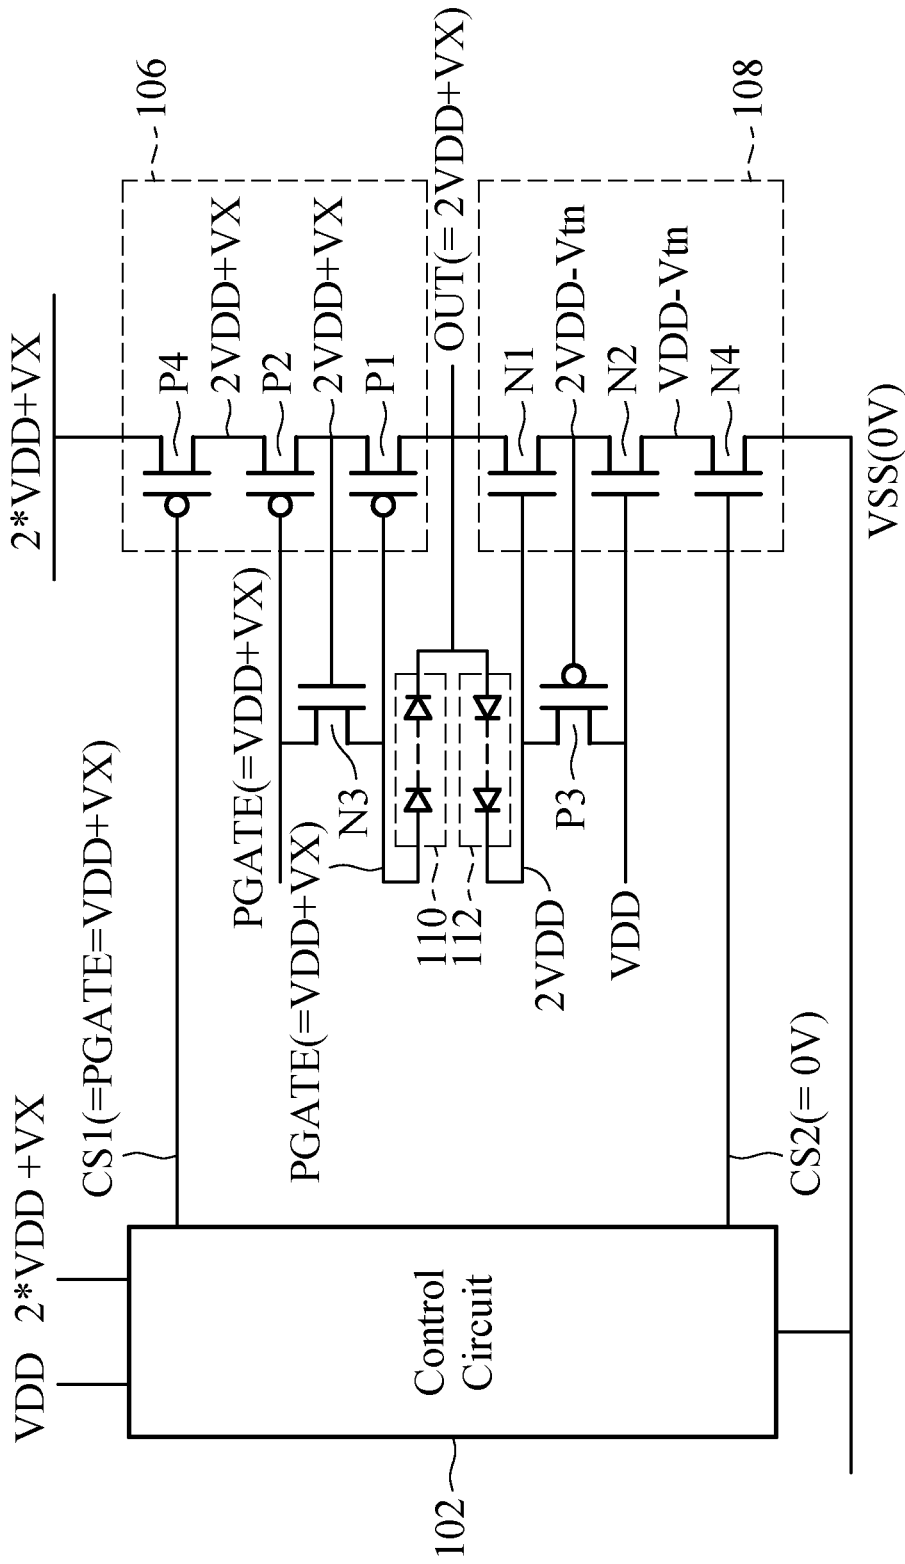 VDD
2*VDD+VX
2*VDD+VX
106
CS1(=PGATE=VDD+VX)
P4
2VDD+VX
PGATE(=VDD+VX)
P2
2VDD+VX
N3
P1
PGATE(=VDD+VX)
OUT(= 2VDD+VX)
110
112
102
Control
Circuit
N1
2VDD
2VDD-Vtn
P3
N2
VDD
VDD-Vtn
N4
CS2(= 0V)
108
VSS(0V)